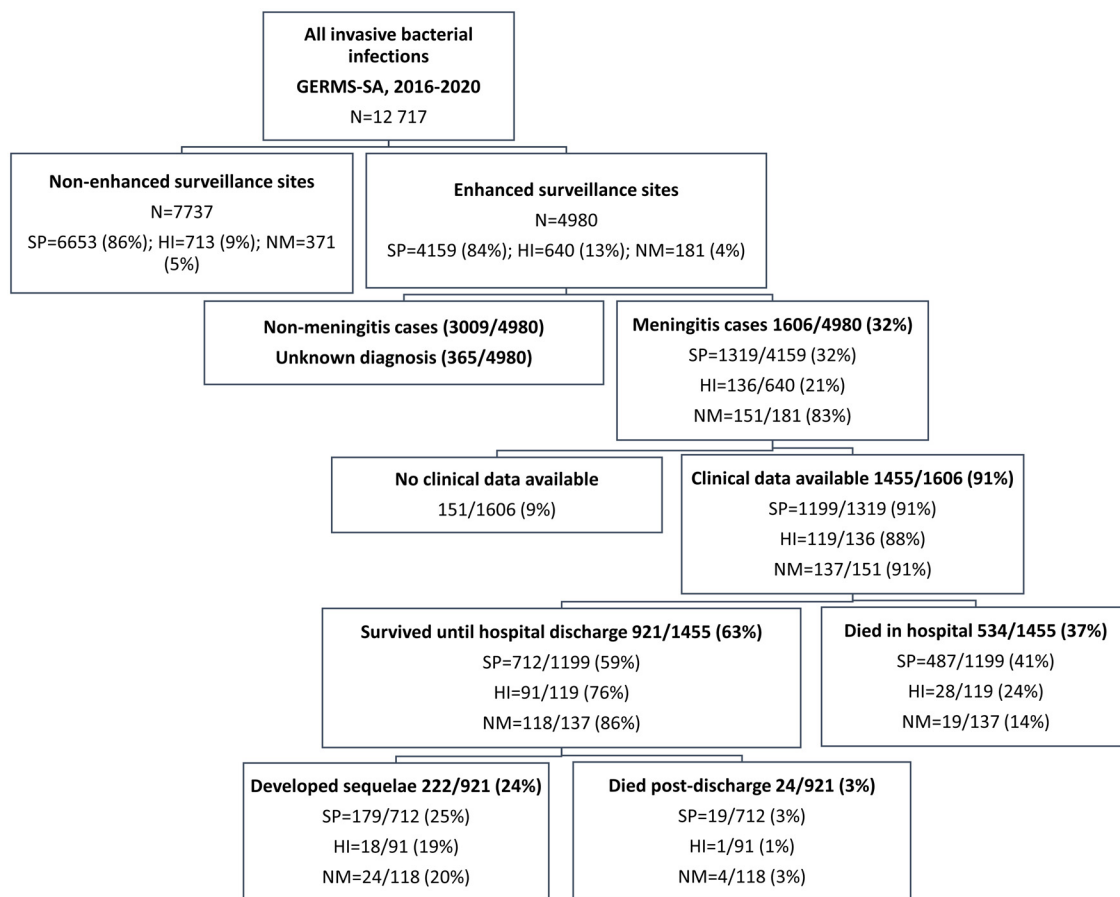 All invasive bacterial
infections
GERMS-SA, 2016-2020
N=12 717
Non-enhanced surveillance sites
N=7737
SP=6653 (86%); HI=713 (9%); NM=371
(5%)
Enhanced surveillance sites
N=4980
SP=4159 (84%); HI=640 (13%); NM=181 (4%)
Non-meningitis cases (3009/4980)
Unknown diagnosis (365/4980)
Meningitis cases 1606/4980 (32%)
SP=1319/4159 (32%)
HI=136/640 (21%)
NM=151/181 (83%)
No clinical data available
151/1606 (9%)
Clinical data available 1455/1606 (91%)
SP=1199/1319 (91%)
HI=119/136 (88%)
NM=137/151 (91%)
Survived until hospital discharge 921/1455 (63%)
SP=712/1199 (59%)
HI=91/119 (76%)
NM=118/137 (86%)
Died in hospital 534/1455 (37%)
SP=487/1199 (41%)
HI=28/119 (24%)
NM=19/137 (14%)
Developed sequelae 222/921 (24%)
SP=179/712 (25%)
HI=18/91 (19%)
NM=24/118 (20%)
Died post-discharge 24/921 (3%)
SP=19/712 (3%)
HI=1/91 (1%)
NM=4/118 (3%)